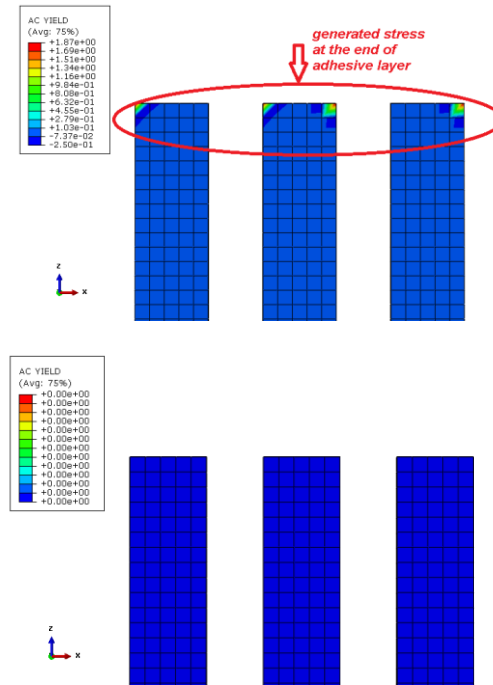 generated stress
at the end of
adhesive layer
AC YIELD
(Avg: 75%)
+1.87e+00
+1.69e+00
+1.51e+00
+1.34e+00
+1.16e+00
+9.84e-01
+8.08e-01
+6.32e-01
+4.55e-01
+2.79e-01
+1.03e-01
-7.37e-02
-2.50e-01
z
x
AC YIELD
(Avg: 75%)
+0.00e+00
+0.00e+00
+0.00e+00
+0.00e+00
+0.00e+00
+0.00e+00
+0.00e+00
+0.00e+00
+0.00e+00
+0.00e+00
+0.00e+00
+0.00e+00
+0.00e+00
z
x